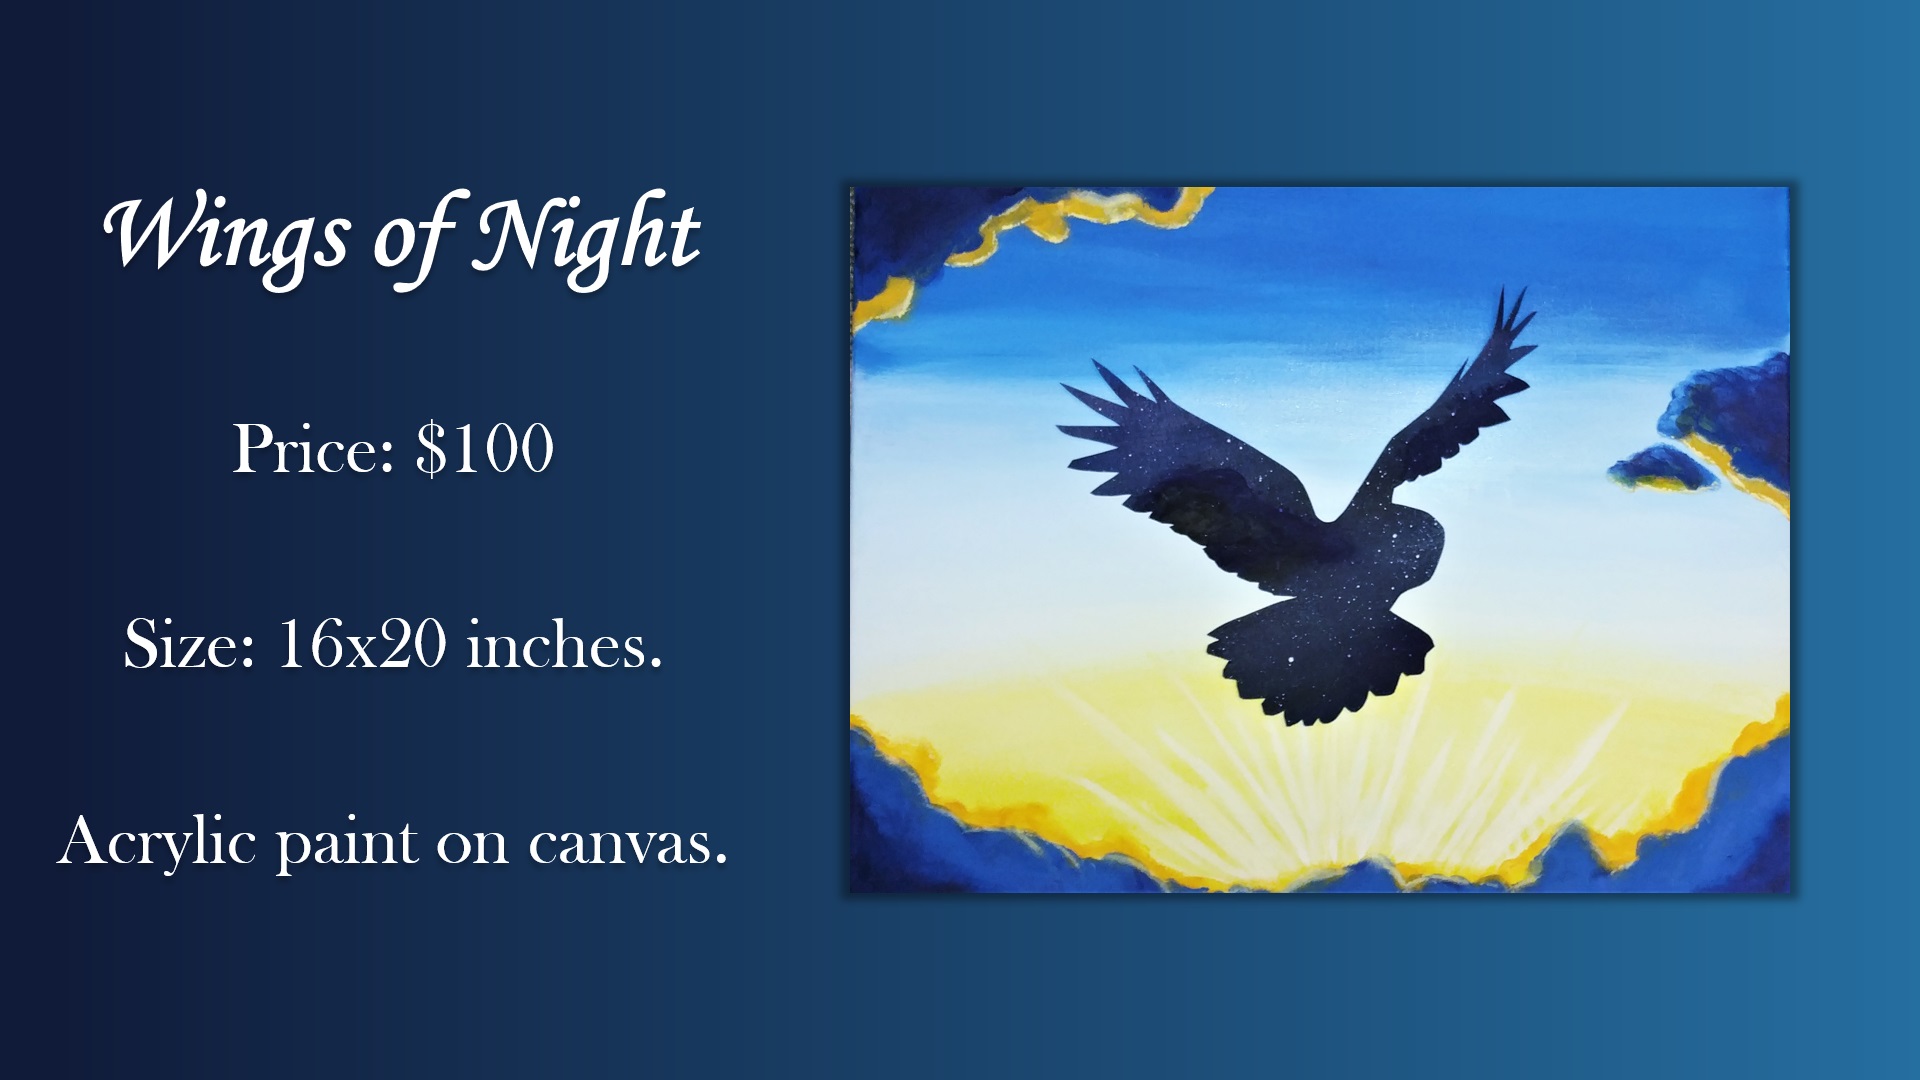 Wings of Night
Price: $100
Size: 16x20 inches.
Acrylic paint on canvas.